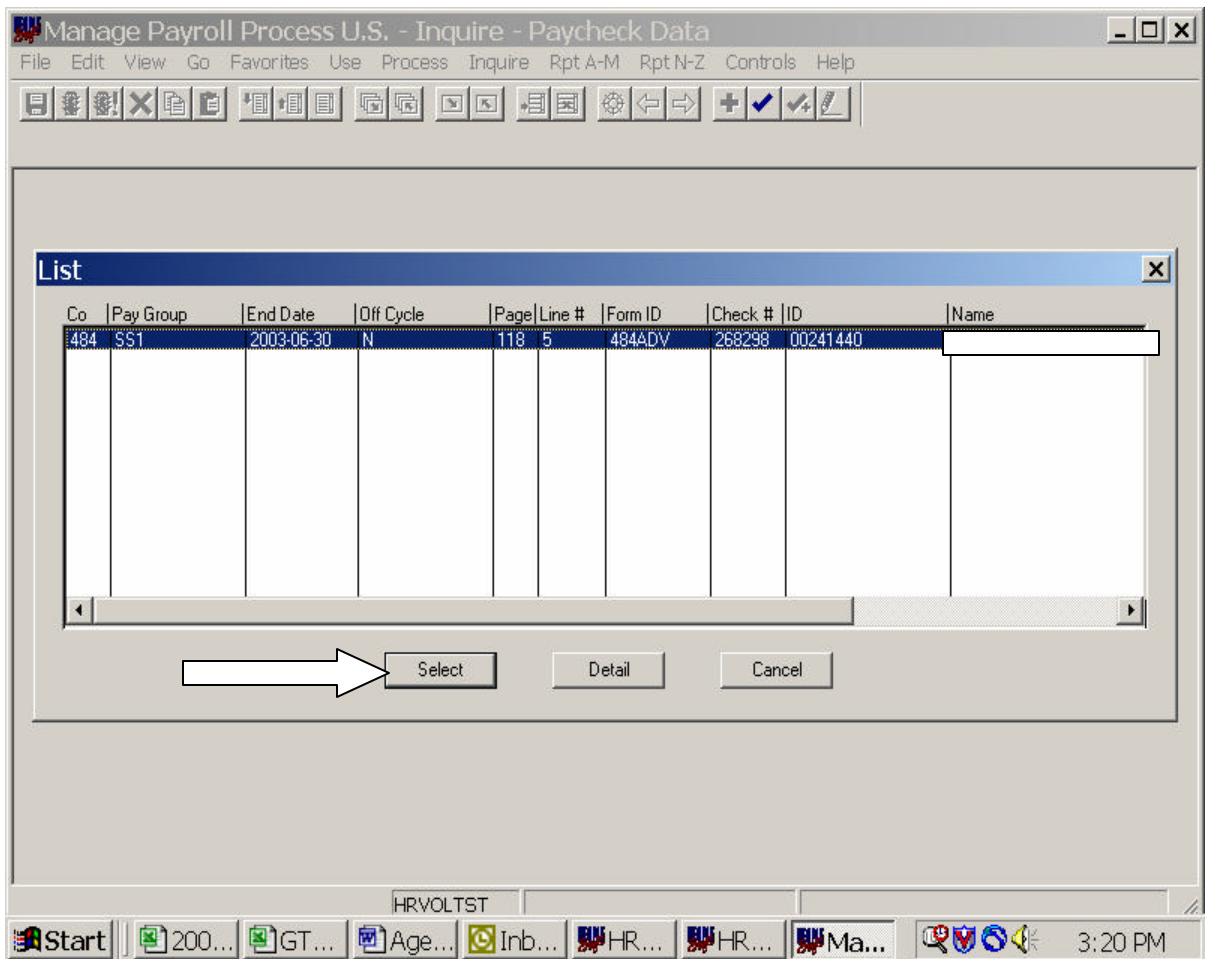 Manage Payroll Process U.S. - Inquire - Paycheck Data
File Edit View Go Favorites Use Process Inquire Rpt A-M Rpt N-Z Controls Help
List
Co Pay Group End Date Off Cycle Page Line # Form ID Check # ID Name
484 SS1 2003-06-30 N 118 5 484ADV 268298 00241440
Select Detail Cancel
HRVOLTST
Start 200... GT... Age... Inb... HR... HR... Ma... 3:20 PM